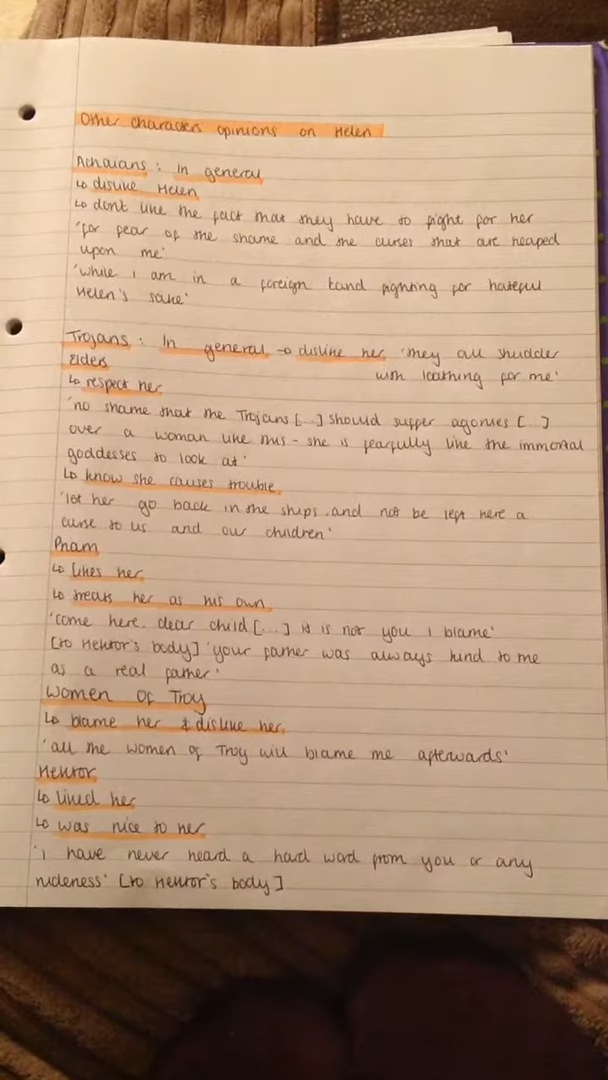 Other characters opinions on Helen
Achaians : In general
↳ dislike Helen
↳ dont like the fact that they have to fight for her
'for fear of the shame and the curses that are heaped
upon me'
'while I am in a foreign land fighting for hateful
Helen's sake'
Trojans : In general → dislike her 'they all shudder
with loathing for me'
Elders
↳ respect her
'no shame that the Trojans [...] should suffer agonies [...]
over a woman like this - she is fearfully like the immortal
goddesses to look at'
↳ know she causes trouble
'let her go back in the ships and not be left here a
curse to us and our children'
Priam
↳ likes her
↳ treats her as his own
'come here, dear child [...] it is not you I blame'
[to Hektor's body] 'your father was always kind to me
as a real father'
Women of Troy
↳ blame her & dislike her
'all the women of Troy will blame me afterwards'
Hektor
↳ liked her
↳ was nice to her
'I have never heard a hard word from you or any
rudeness' [to Hektor's body]